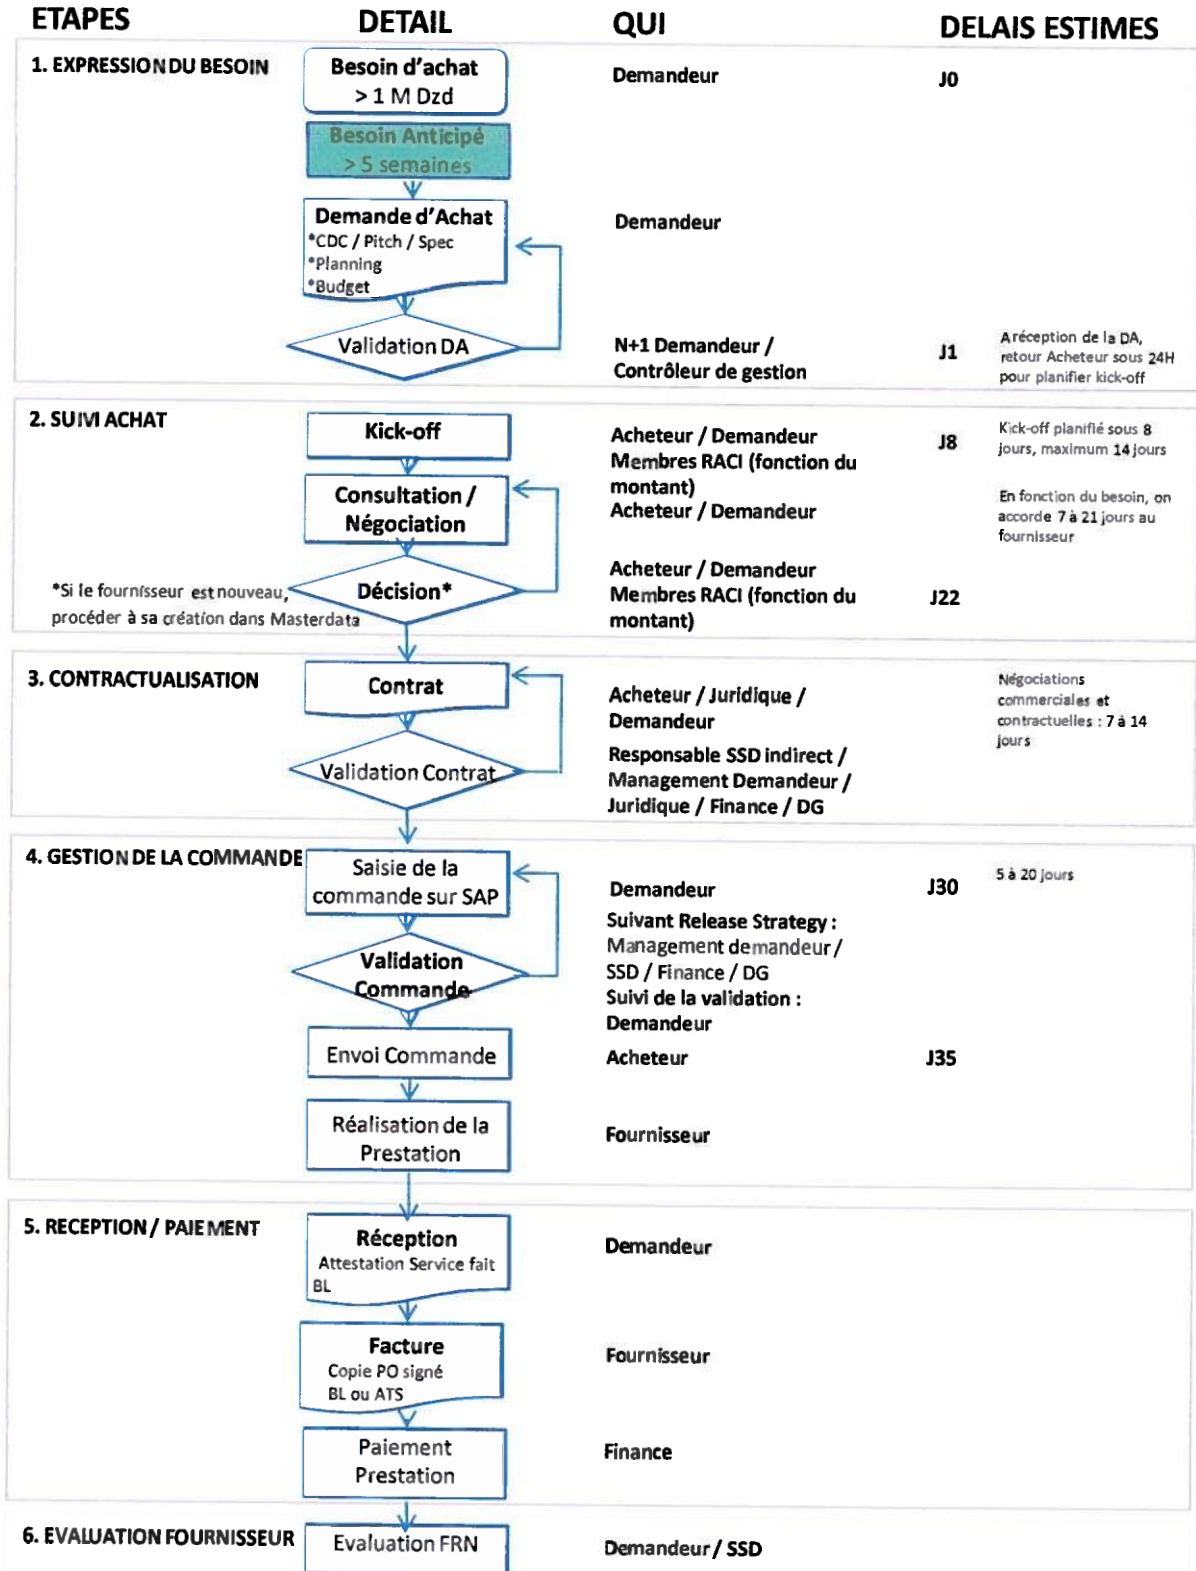 ETAPES DETAIL QUI DELAIS ESTIMES
1. EXPRESSION DU BESOIN
Besoin d'achat
> 1 M Dzd
Demandeur
J0
Besoin Anticipé
> 5 semaines
Demande d'Achat
*CDC / Pitch / Spec
*Planning
*Budget
Demandeur
Validation DA
N+1 Demandeur /
Contrôleur de gestion
J1
A réception de la DA,
retour Acheteur sous 24H
pour planifier kick-off
2. SUIVI ACHAT
Kick-off
Acheteur / Demandeur
Membres RACI (fonction du
montant)
J8
Kick-off planifié sous 8
jours, maximum 14 jours
Consultation /
Négociation
Acheteur / Demandeur
En fonction du besoin, on
accorde 7 à 21 jours au
fournisseur
*Si le fournisseur est nouveau,
procéder à sa création dans Masterdata
Décision*
Acheteur / Demandeur
Membres RACI (fonction du
montant)
J22
3. CONTRACTUALISATION
Contrat
Acheteur / Juridique /
Demandeur
Négociations
commerciales et
contractuelles : 7 à 14
jours
Validation Contrat
Responsable SSD indirect /
Management Demandeur /
Juridique / Finance / DG
4. GESTION DE LA COMMANDE
Saisie de la
commande sur SAP
Demandeur
J30
5 à 20 jours
Validation
Commande
Suivant Release Strategy :
Management demandeur /
SSD / Finance / DG
Suivi de la validation :
Demandeur
Envoi Commande
Acheteur
J35
Réalisation de la
Prestation
Fournisseur
5. RECEPTION / PAIEMENT
Réception
Attestation Service fait
BL
Demandeur
Facture
Copie PO signé
BL ou ATS
Fournisseur
Paiement
Prestation
Finance
6. EVALUATION FOURNISSEUR
Evaluation FRN
Demandeur / SSD